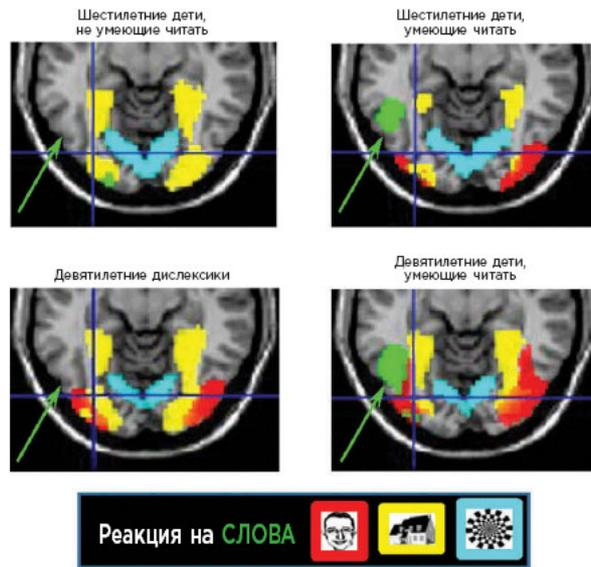 Шестилетние дети,
не умеющие читать
Шестилетние дети,
умеющие читать
Девятилетние дислексики
Девятилетние дети,
умеющие читать
Реакция на СЛОВА